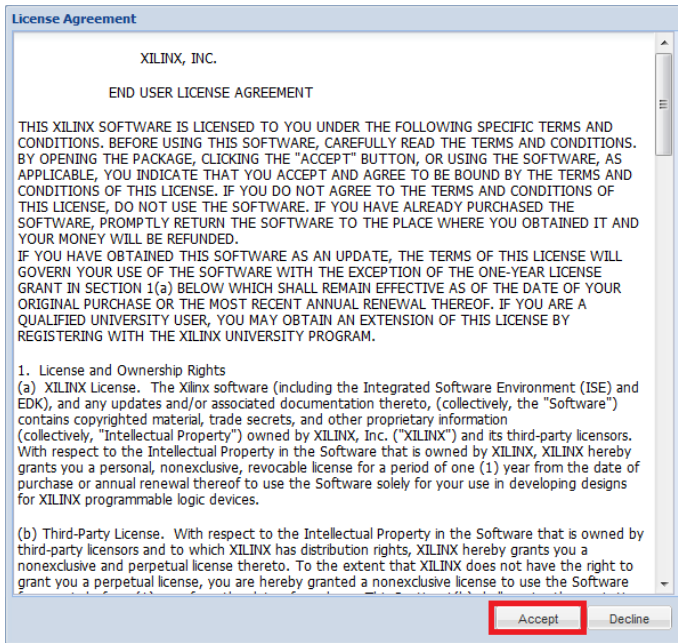 License Agreement
XILINX, INC.
END USER LICENSE AGREEMENT
THIS XILINX SOFTWARE IS LICENSED TO YOU UNDER THE FOLLOWING SPECIFIC TERMS AND
CONDITIONS. BEFORE USING THIS SOFTWARE, CAREFULLY READ THE TERMS AND CONDITIONS.
BY OPENING THE PACKAGE, CLICKING THE "ACCEPT" BUTTON, OR USING THE SOFTWARE, AS
APPLICABLE, YOU INDICATE THAT YOU ACCEPT AND AGREE TO BE BOUND BY THE TERMS AND
CONDITIONS OF THIS LICENSE. IF YOU DO NOT AGREE TO THE TERMS AND CONDITIONS OF
THIS LICENSE, DO NOT USE THE SOFTWARE. IF YOU HAVE ALREADY PURCHASED THE
SOFTWARE, PROMPTLY RETURN THE SOFTWARE TO THE PLACE WHERE YOU OBTAINED IT AND
YOUR MONEY WILL BE REFUNDED.
IF YOU HAVE OBTAINED THIS SOFTWARE AS AN UPDATE, THE TERMS OF THIS LICENSE WILL
GOVERN YOUR USE OF THE SOFTWARE WITH THE EXCEPTION OF THE ONE-YEAR LICENSE
GRANT IN SECTION 1(a) BELOW WHICH SHALL REMAIN EFFECTIVE AS OF THE DATE OF YOUR
ORIGINAL PURCHASE OR THE MOST RECENT ANNUAL RENEWAL THEREOF. IF YOU ARE A
QUALIFIED UNIVERSITY USER, YOU MAY OBTAIN AN EXTENSION OF THIS LICENSE BY
REGISTERING WITH THE XILINX UNIVERSITY PROGRAM.
1. License and Ownership Rights
(a) XILINX License. The Xilinx software (including the Integrated Software Environment (ISE) and
EDK), and any updates and/or associated documentation thereto, (collectively, the "Software")
contains copyrighted material, trade secrets, and other proprietary information
(collectively, "Intellectual Property") owned by XILINX, Inc. ("XILINX") and its third-party licensors.
With respect to the Intellectual Property in the Software that is owned by XILINX, XILINX hereby
grants you a personal, nonexclusive, revocable license for a period of one (1) year from the date of
purchase or annual renewal thereof to use the Software solely for your use in developing designs
for XILINX programmable logic devices.
(b) Third-Party License. With respect to the Intellectual Property in the Software that is owned by
third-party licensors and to which XILINX has distribution rights, XILINX hereby grants you a
nonexclusive and perpetual license thereto. To the extent that XILINX does not have the right to
grant you a perpetual license, you are hereby granted a nonexclusive license to use the Software
Accept
Decline